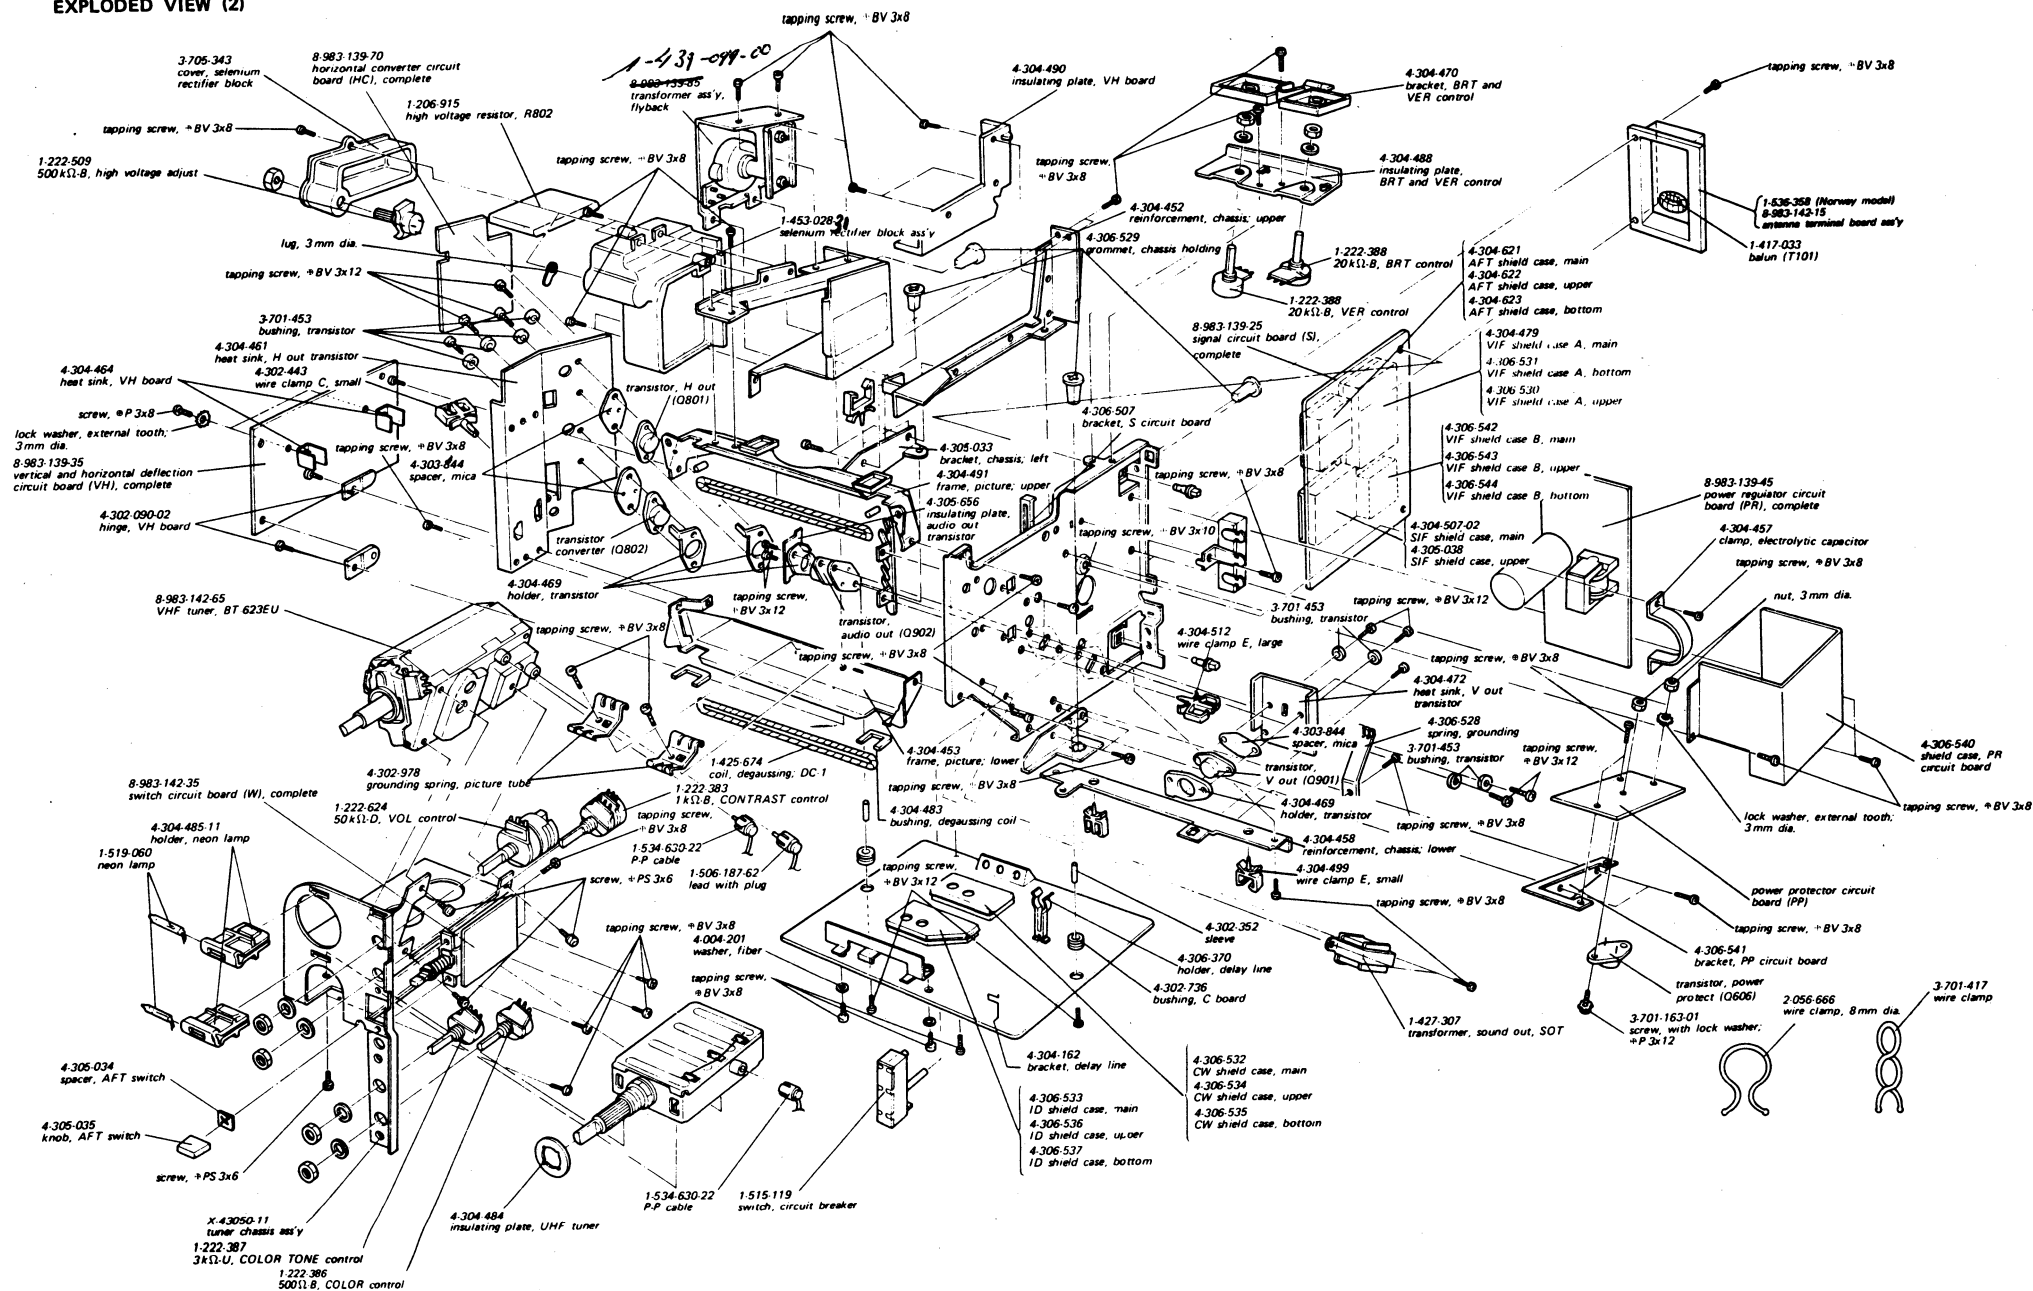 EXPLODED VIEW (2)
tapping screw, ⊕BV 3x8
3-705-343
cover, selenium
rectifier block
8-983-139-70
horizontal converter circuit
board (HC), complete
1-206-915
high voltage resistor, R802
1-439-099-00
8-983-139-85
transformer ass'y,
flyback
4-304-490
insulating plate, VH board
4-304-470
bracket, BRT and
VER control
tapping screw, ⊕BV 3x8
tapping screw, ⊕BV 3x8
1-222-509
500kΩ-B, high voltage adjust
tapping screw, ⊕BV 3x8
tapping screw,
⊕BV 3x8
4-304-488
insulating plate,
BRT and VER control
1-536-358 (Norway model)
8-983-142-15
antenna terminal board ass'y
1-417-033
balun (T101)
lug, 3mm dia.
tapping screw, ⊕BV 3x12
1-453-028-
selenium rectifier block ass'y
4-304-452
reinforcement, chassis; upper
4-306-529
grommet, chassis holding
1-222-388
20kΩ-B, BRT control
1-222-388
20kΩ-B, VER control
4-304-621
AFT shield case, main
4-304-622
AFT shield case, upper
4-304-623
AFT shield case, bottom
3-701-453
bushing, transistor
4-304-461
heat sink, H out transistor
4-302-443
wire clamp C, small
4-304-464
heat sink, VH board
screw, ⊕P 3x8
lock washer, external tooth;
3mm dia.
8-983-139-35
vertical and horizontal deflection
circuit board (VH), complete
tapping screw, ⊕BV 3x8
4-303-844
spacer, mica
4-302-090-02
hinge, VH board
transistor, H out
(Q801)
transistor
converter (Q802)
4-304-469
holder, transistor
8-983-139-25
signal circuit board (S),
complete
4-304-479
VIF shield case A, main
4-306-531
VIF shield case A, bottom
4-306-530
VIF shield case A, upper
4-306-507
bracket, S circuit board
4-305-033
bracket, chassis; left
4-304-491
frame, picture; upper
4-305-656
insulating plate,
audio out
transistor
tapping screw, ⊕BV 3x8
4-306-542
VIF shield case B, main
4-306-543
VIF shield case B, upper
4-306-544
VIF shield case B, bottom
4-304-507-02
SIF shield case, main
4-305-038
SIF shield case, upper
8-983-139-45
power regulator circuit
board (PR), complete
4-304-457
clamp, electrolytic capacitor
tapping screw, ⊕BV 3x8
nut, 3mm dia.
tapping screw, ⊕BV 3x10
8-983-142-65
VHF tuner, BT 623EU
tapping screw, ⊕BV 3x8
tapping screw,
⊕BV 3x12
transistor,
audio out (Q902)
tapping screw, ⊕BV 3x8
3-701-453
bushing, transistor
tapping screw, ⊕BV 3x12
4-304-512
wire clamp E, large
tapping screw, ⊕BV 3x8
4-304-472
heat sink, V out
transistor
4-306-528
spring, grounding
3-701-453
bushing, transistor
tapping screw,
⊕BV 3x12
4-303-844
spacer, mica
transistor,
V out (Q901)
4-304-469
holder, transistor
4-306-540
shield case, PR
circuit board
tapping screw, ⊕BV 3x8
lock washer, external tooth;
3mm dia.
tapping screw, ⊕BV 3x8
4-304-453
frame, picture; lower
tapping screw, ⊕BV 3x8
4-304-483
bushing, degaussing coil
1-425-674
coil, degaussing; DC-1
4-302-978
grounding spring, picture tube
1-222-383
1kΩ-B, CONTRAST control
8-983-142-35
switch circuit board (W), complete
1-222-624
50kΩ-D, VOL control
4-304-485-11
holder, neon lamp
1-519-060
neon lamp
tapping screw,
⊕BV 3x8
1-534-630-22
P-P cable
1-506-187-62
lead with plug
screw, ⊕PS 3x6
tapping screw,
⊕BV 3x12
4-304-458
reinforcement, chassis; lower
4-304-499
wire clamp E, small
tapping screw, ⊕BV 3x8
power protector circuit
board (PP)
tapping screw, ⊕BV 3x8
4-306-541
bracket, PP circuit board
transistor, power
protect (Q606)
3-701-163-01
screw, with lock washer;
⊕P 3x12
tapping screw, ⊕BV 3x8
4-004-201
washer, fiber
tapping screw,
⊕BV 3x8
4-302-352
sleeve
4-306-370
holder, delay line
4-302-736
bushing, C board
1-427-307
transformer, sound out, SOT
2-056-666
wire clamp, 8mm dia.
3-701-417
wire clamp
4-304-162
bracket, delay line
4-306-532
CW shield case, main
4-306-534
CW shield case, upper
4-306-535
CW shield case, bottom
4-306-533
ID shield case, main
4-306-536
ID shield case, upper
4-306-537
ID shield case, bottom
4-305-034
spacer, AFT switch
4-305-035
knob, AFT switch
screw, ⊕PS 3x6
X-43050-11
tuner chassis ass'y
1-222-387
3kΩ-U, COLOR TONE control
1-222-386
500Ω-B, COLOR control
4-304-484
insulating plate, UHF tuner
1-534-630-22
P-P cable
1-515-119
switch, circuit breaker